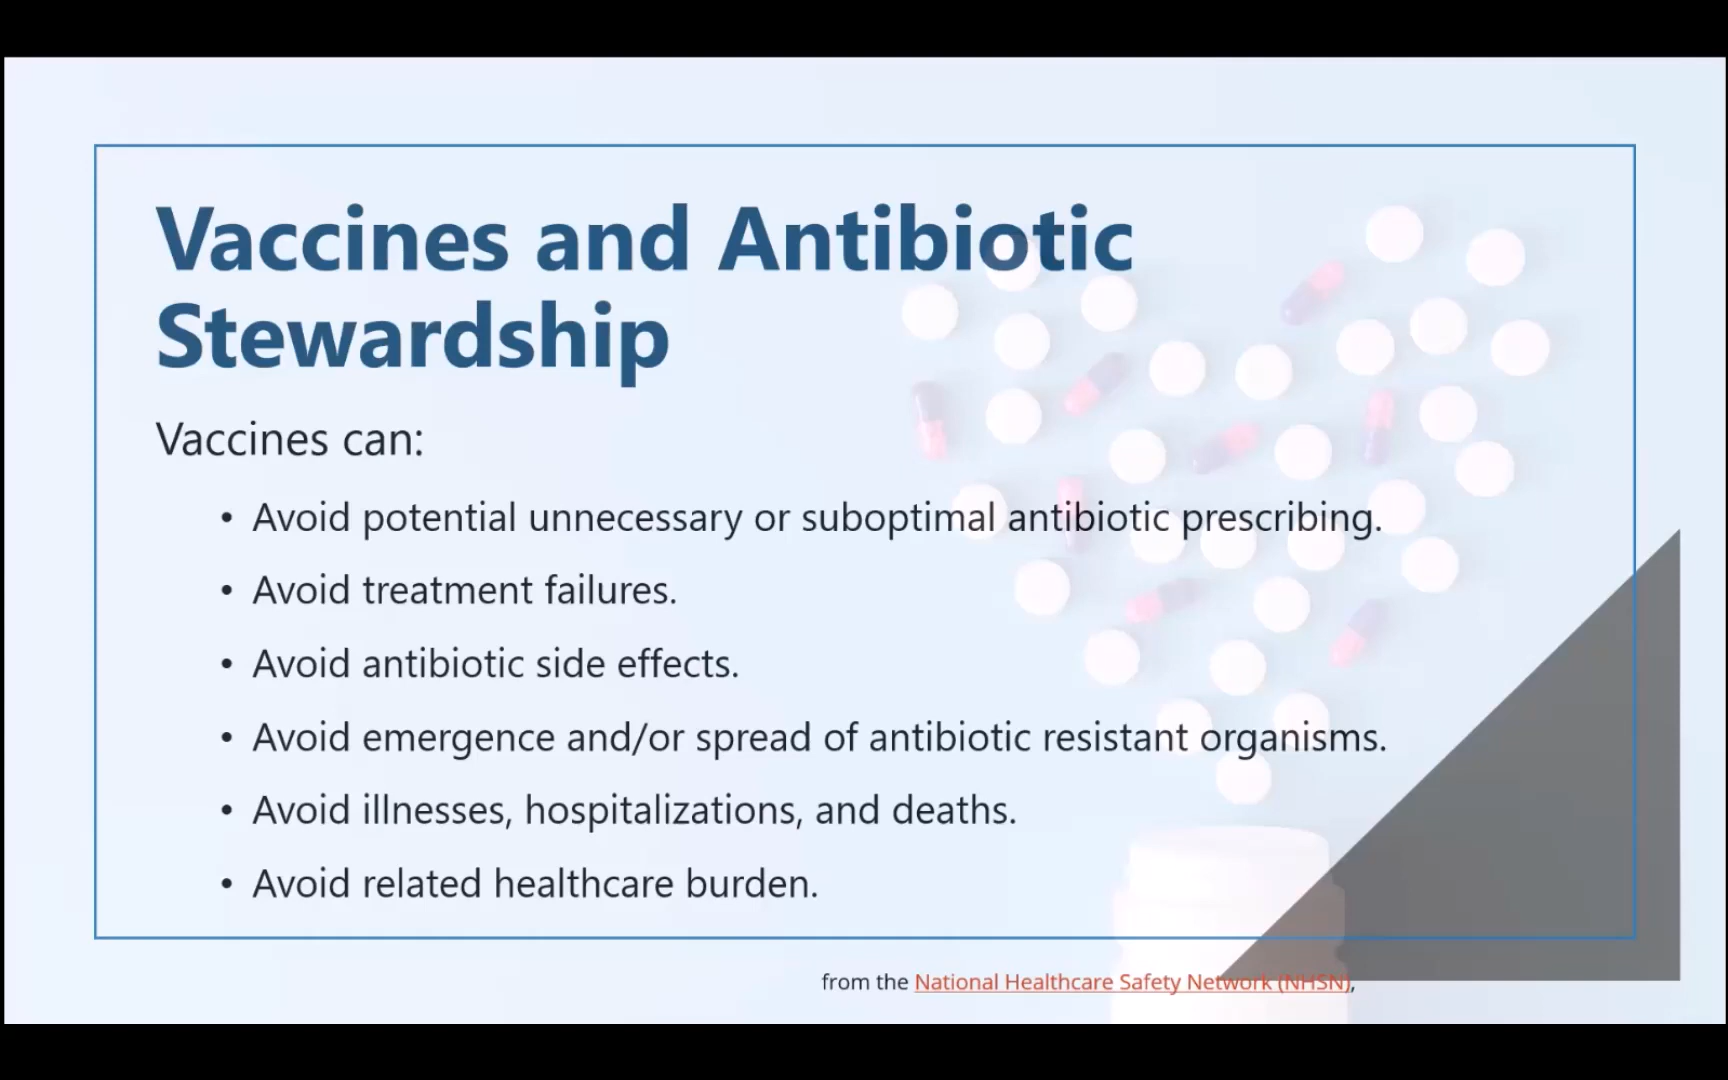 Vaccines and Antibiotic
Stewardship
Vaccines can:
• Avoid potential unnecessary or suboptimal antibiotic prescribing.
• Avoid treatment failures.
• Avoid antibiotic side effects.
• Avoid emergence and/or spread of antibiotic resistant organisms.
• Avoid illnesses, hospitalizations, and deaths.
• Avoid related healthcare burden.
from the National Healthcare Safety Network (NHSN),